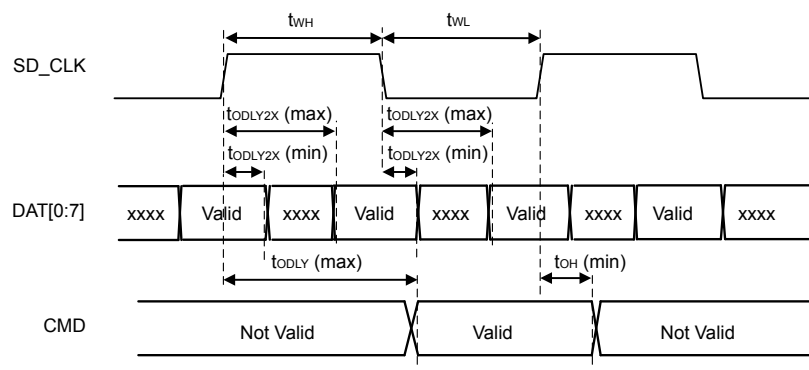 tWH tWL
SD_CLK
tODLY2X (max) tODLY2X (max)
tODLY2X (min) tODLY2X (min)
DAT[0:7] xxxx Valid xxxx Valid xxxx Valid xxxx Valid xxxx
tODLY (max) tOH (min)
CMD Not Valid Valid Not Valid